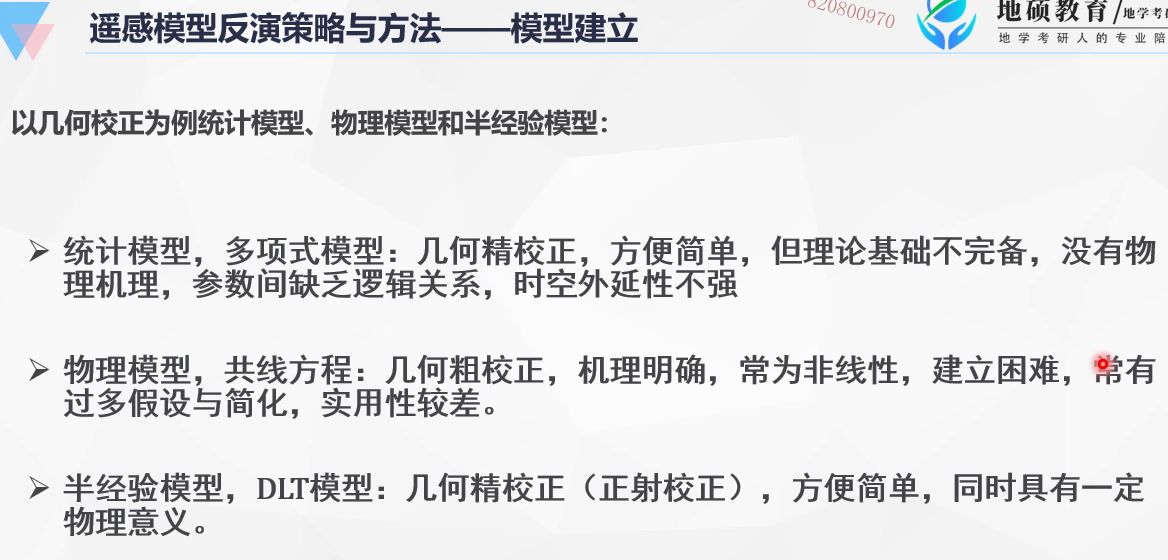 820800970
地硕教育/地学考研
地学考研人的专业陪
遥感模型反演策略与方法——模型建立
以几何校正为例统计模型、物理模型和半经验模型：
➢ 统计模型，多项式模型：几何精校正，方便简单，但理论基础不完备，没有物
理机理，参数间缺乏逻辑关系，时空外延性不强
➢ 物理模型，共线方程：几何粗校正，机理明确，常为非线性，建立困难，常有
过多假设与简化，实用性较差。
➢ 半经验模型，DLT模型：几何精校正（正射校正），方便简单，同时具有一定
物理意义。